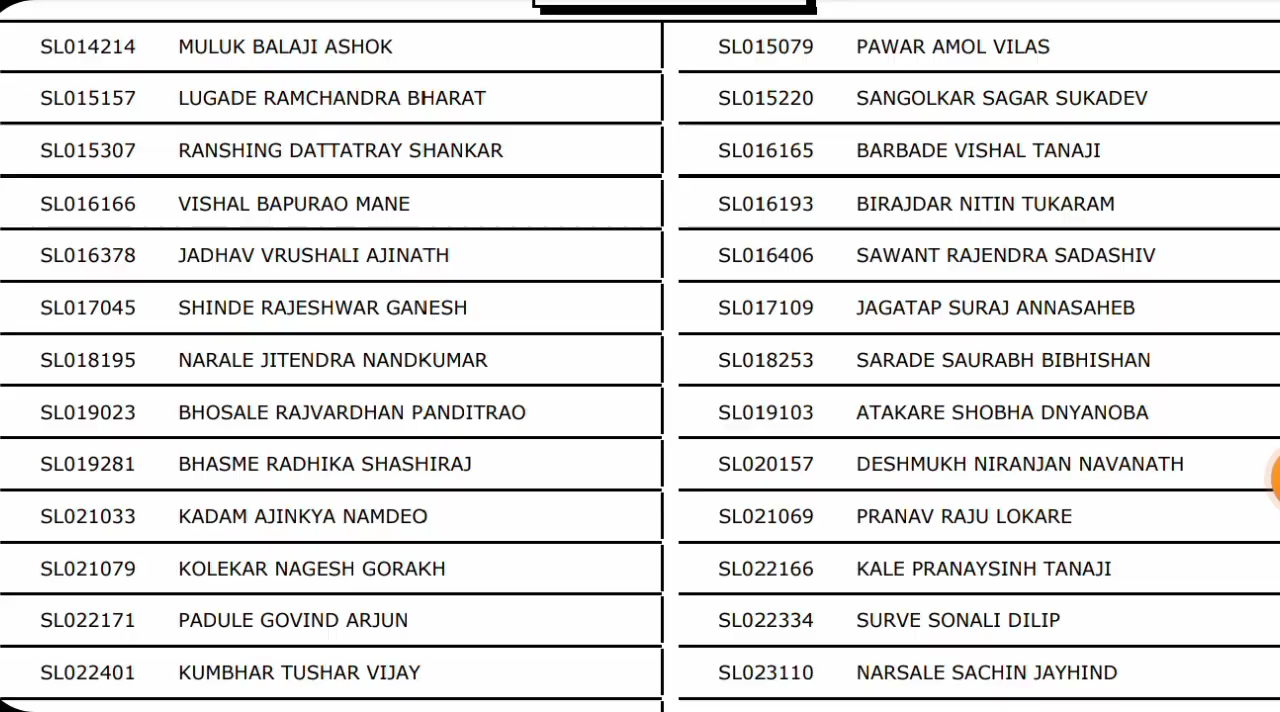 SL014214 MULUK BALAJI ASHOK SL015079 PAWAR AMOL VILAS
SL015157 LUGADE RAMCHANDRA BHARAT SL015220 SANGOLKAR SAGAR SUKADEV
SL015307 RANSHING DATTATRAY SHANKAR SL016165 BARBADE VISHAL TANAJI
SL016166 VISHAL BAPURAO MANE SL016193 BIRAJDAR NITIN TUKARAM
SL016378 JADHAV VRUSHALI AJINATH SL016406 SAWANT RAJENDRA SADASHIV
SL017045 SHINDE RAJESHWAR GANESH SL017109 JAGATAP SURAJ ANNASAHEB
SL018195 NARALE JITENDRA NANDKUMAR SL018253 SARADE SAURABH BIBHISHAN
SL019023 BHOSALE RAJVARDHAN PANDITRAO SL019103 ATAKARE SHOBHA DNYANOBA
SL019281 BHASME RADHIKA SHASHIRAJ SL020157 DESHMUKH NIRANJAN NAVANATH
SL021033 KADAM AJINKYA NAMDEO SL021069 PRANAV RAJU LOKARE
SL021079 KOLEKAR NAGESH GORAKH SL022166 KALE PRANAYSINH TANAJI
SL022171 PADULE GOVIND ARJUN SL022334 SURVE SONALI DILIP
SL022401 KUMBHAR TUSHAR VIJAY SL023110 NARSALE SACHIN JAYHIND